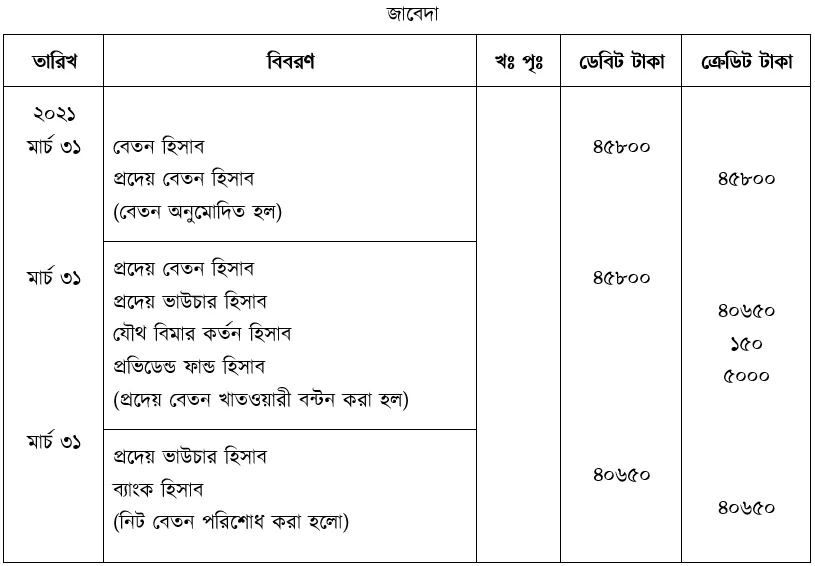 জাবেদা
তারিখ বিবরণ খঃ পৃঃ ডেবিট টাকা ক্রেডিট টাকা
২০২১
মার্চ ৩১ বেতন হিসাব ৪৫৮০০
প্রদেয় বেতন হিসাব ৪৫৮০০
(বেতন অনুমোদিত হল)
মার্চ ৩১ প্রদেয় বেতন হিসাব ৪৫৮০০
প্রদেয় ভাউচার হিসাব ৪০৬৫০
যৌথ বিমার কর্তন হিসাব ১৫০
প্রভিডেন্ড ফান্ড হিসাব ৫০০০
(প্রদেয় বেতন খাতওয়ারী বন্টন করা হল)
মার্চ ৩১
প্রদেয় ভাউচার হিসাব ৪০৬৫০
ব্যাংক হিসাব ৪০৬৫০
(নিট বেতন পরিশোধ করা হলো)